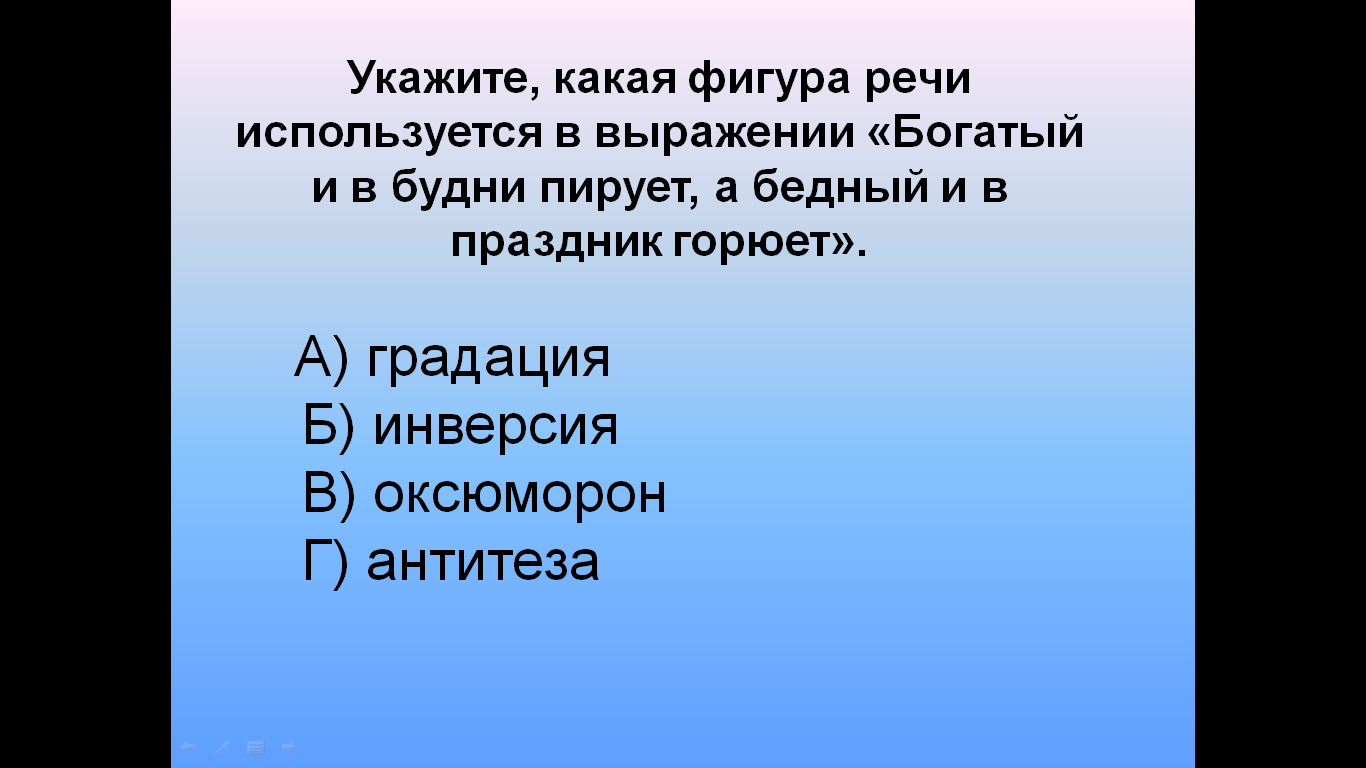 Укажите, какая фигура речи
используется в выражении «Богатый
и в будни пирует, а бедный и в
праздник горюет».
А) градация
Б) инверсия
В) оксюморон
Г) антитеза